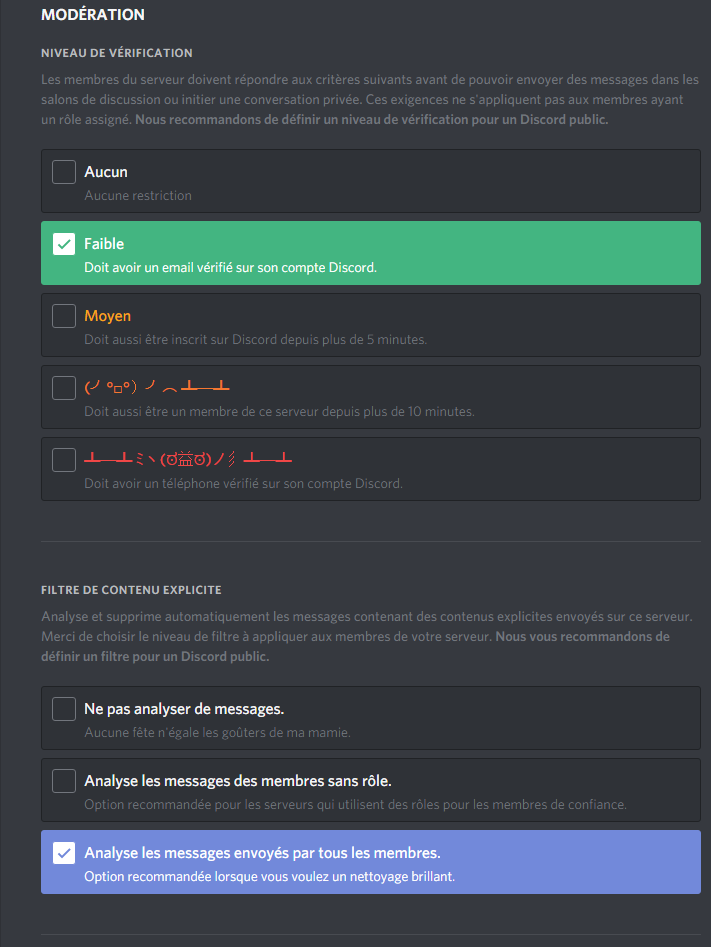 MODÉRATION
NIVEAU DE VÉRIFICATION
Les membres du serveur doivent répondre aux critères suivants avant de pouvoir envoyer des messages dans les
salons de discussion ou initier une conversation privée. Ces exigences ne s'appliquent pas aux membres ayant
un rôle assigné. Nous recommandons de définir un niveau de vérification pour un Discord public.
Aucun
Aucune restriction
Faible
Doit avoir un email vérifié sur son compte Discord.
Moyen
Doit aussi être inscrit sur Discord depuis plus de 5 minutes.
(╯°□°）╯︵ ┻━┻
Doit aussi être un membre de ce serveur depuis plus de 10 minutes.
┻━┻ミヽ(ಠ益ಠ)ノ彡┻━┻
Doit avoir un téléphone vérifié sur son compte Discord.
FILTRE DE CONTENU EXPLICITE
Analyse et supprime automatiquement les messages contenant des contenus explicites envoyés sur ce serveur.
Merci de choisir le niveau de filtre à appliquer aux membres de votre serveur. Nous vous recommandons de
définir un filtre pour un Discord public.
Ne pas analyser de messages.
Aucune fête n'égale les goûters de ma mamie.
Analyse les messages des membres sans rôle.
Option recommandée pour les serveurs qui utilisent des rôles pour les membres de confiance.
Analyse les messages envoyés par tous les membres.
Option recommandée lorsque vous voulez un nettoyage brillant.